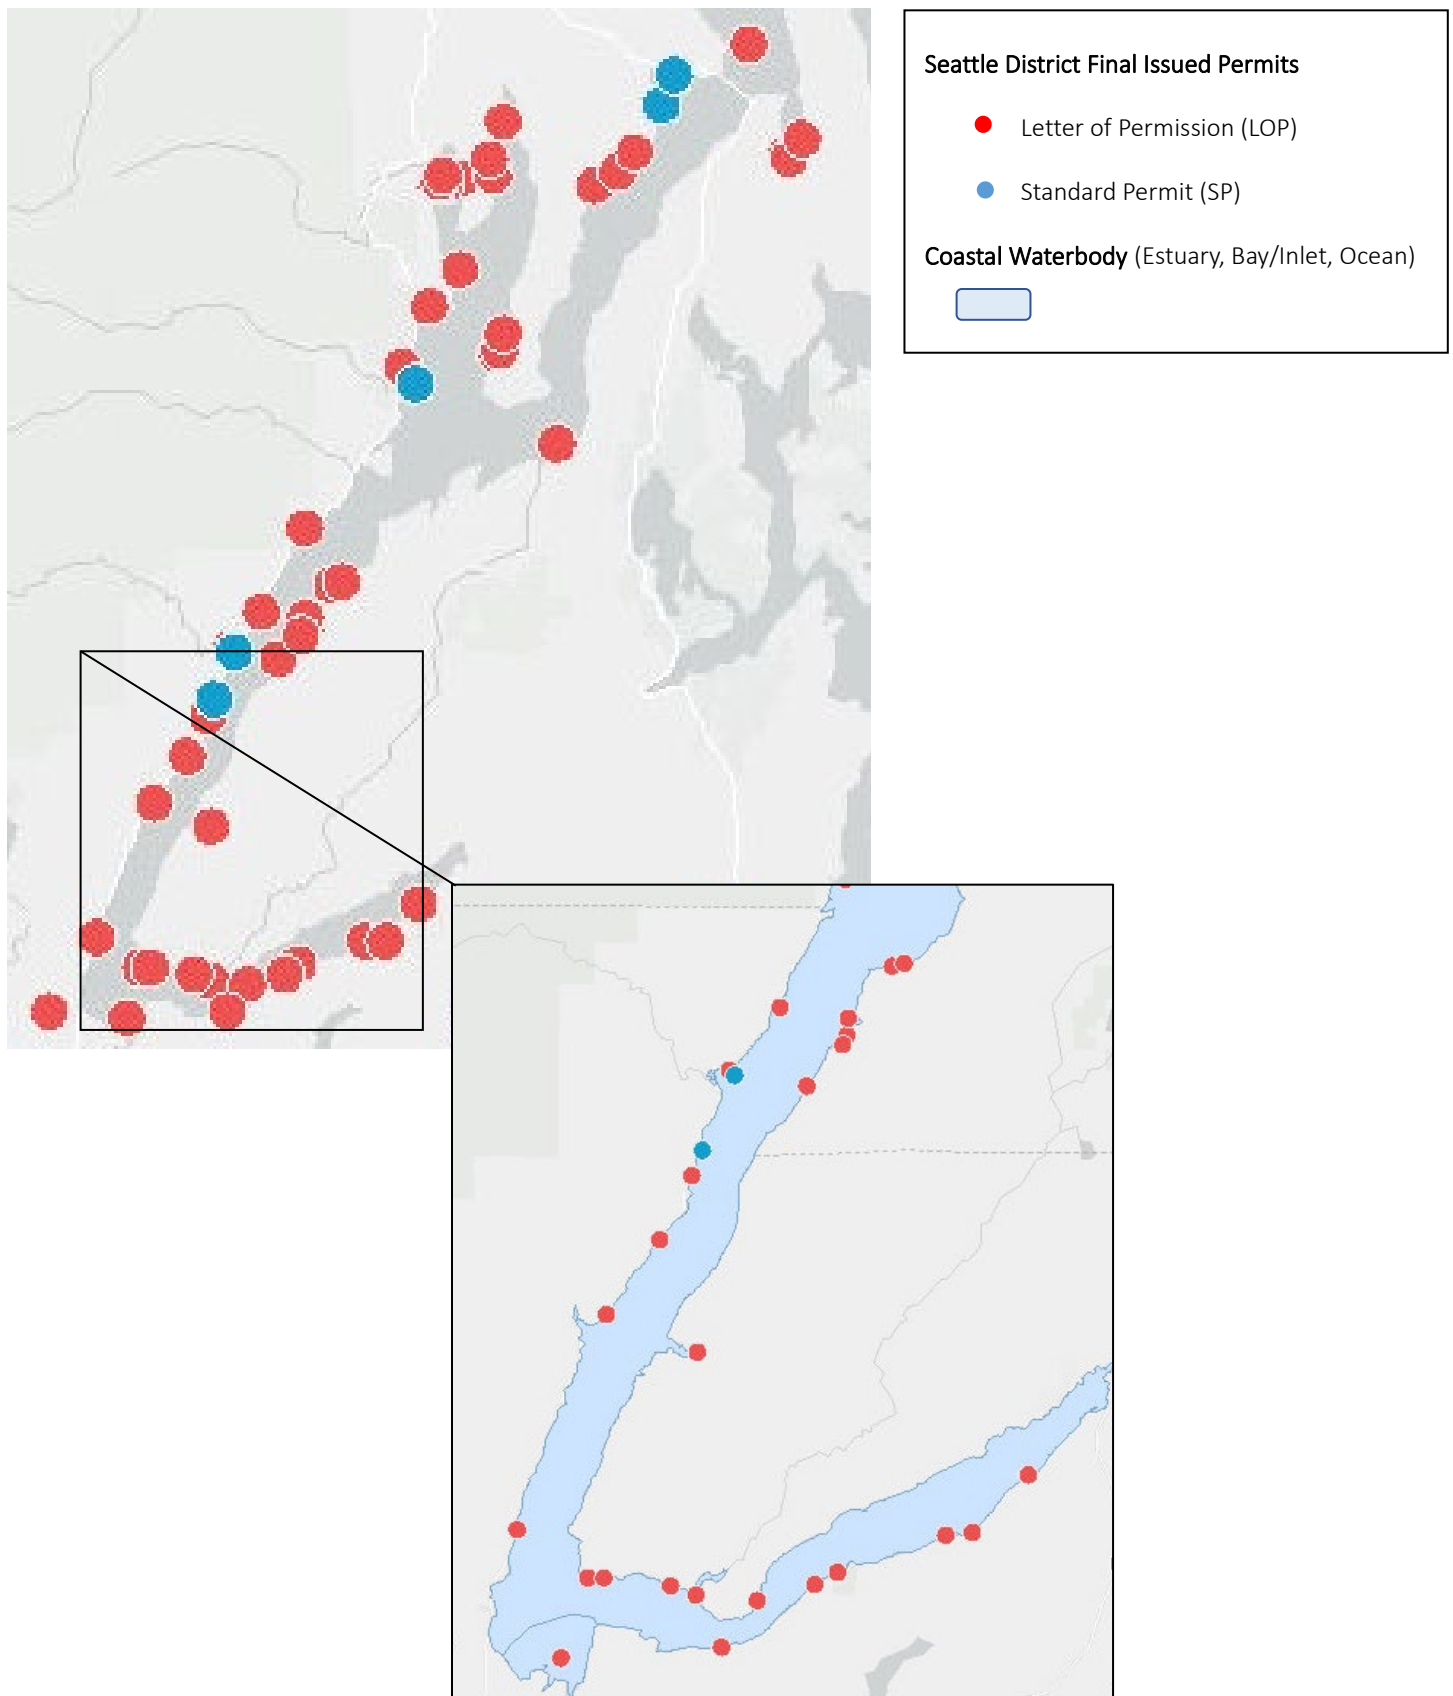 Seattle District Final Issued Permits
Letter of Permission (LOP)
Standard Permit (SP)
Coastal Waterbody (Estuary, Bay/Inlet, Ocean)